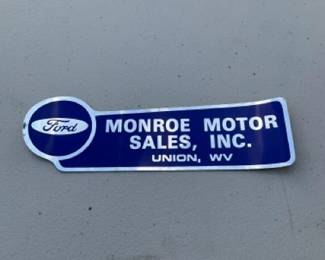 Ford
MONROE MOTOR
SALES, INC.
UNION, WV